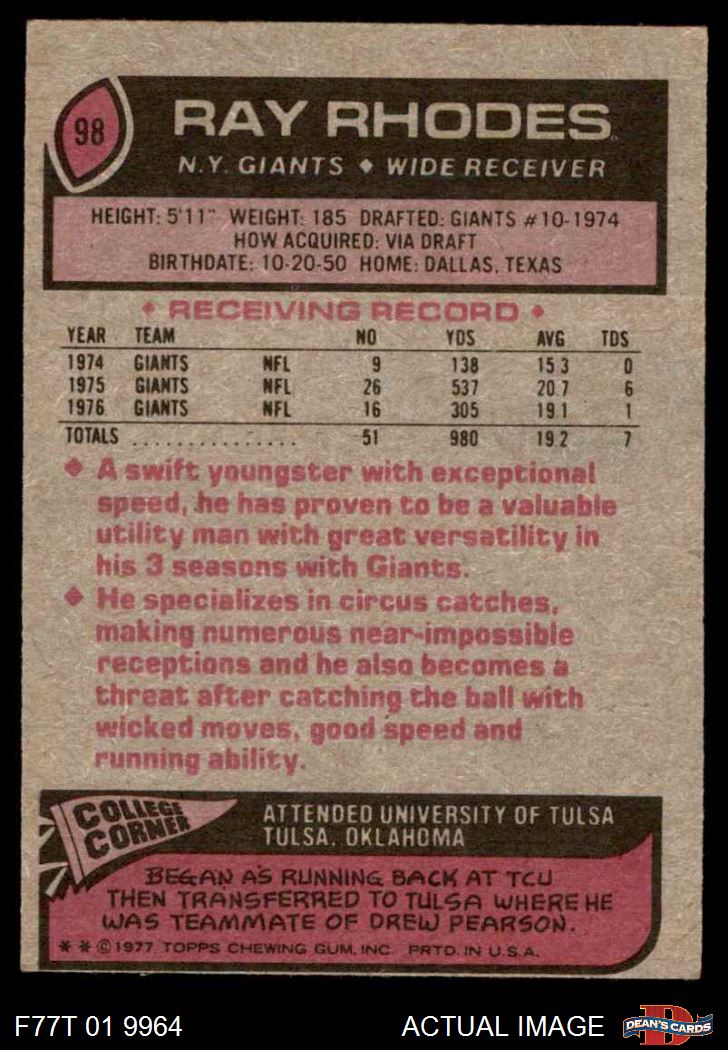 98
RAY RHODES
N.Y. GIANTS ♦ WIDE RECEIVER
HEIGHT: 5'11" WEIGHT: 185 DRAFTED: GIANTS #10-1974
HOW ACQUIRED: VIA DRAFT
BIRTHDATE: 10-20-50 HOME: DALLAS, TEXAS
♦ RECEIVING RECORD ♦
YEAR TEAM NO YDS AVG TDS
1974 GIANTS NFL 9 138 15.3 0
1975 GIANTS NFL 26 537 20.7 6
1976 GIANTS NFL 16 305 19.1 1
TOTALS ................ 51 980 19.2 7
♦ A swift youngster with exceptional
speed, he has proven to be a valuable
utility man with great versatility in
his 3 seasons with Giants.
♦ He specializes in circus catches,
making numerous near-impossible
receptions and he also becomes a
threat after catching the ball with
wicked moves, good speed and
running ability.
COLLEGE
CORNER
ATTENDED UNIVERSITY OF TULSA
TULSA, OKLAHOMA
BEGAN AS RUNNING BACK AT TCU
THEN TRANSFERRED TO TULSA WHERE HE
WAS TEAMMATE OF DREW PEARSON.
* * © 1977 TOPPS CHEWING GUM, INC. PRTD. IN U.S.A.
F77T 01 9964 ACTUAL IMAGE
D
DEAN'S CARDS